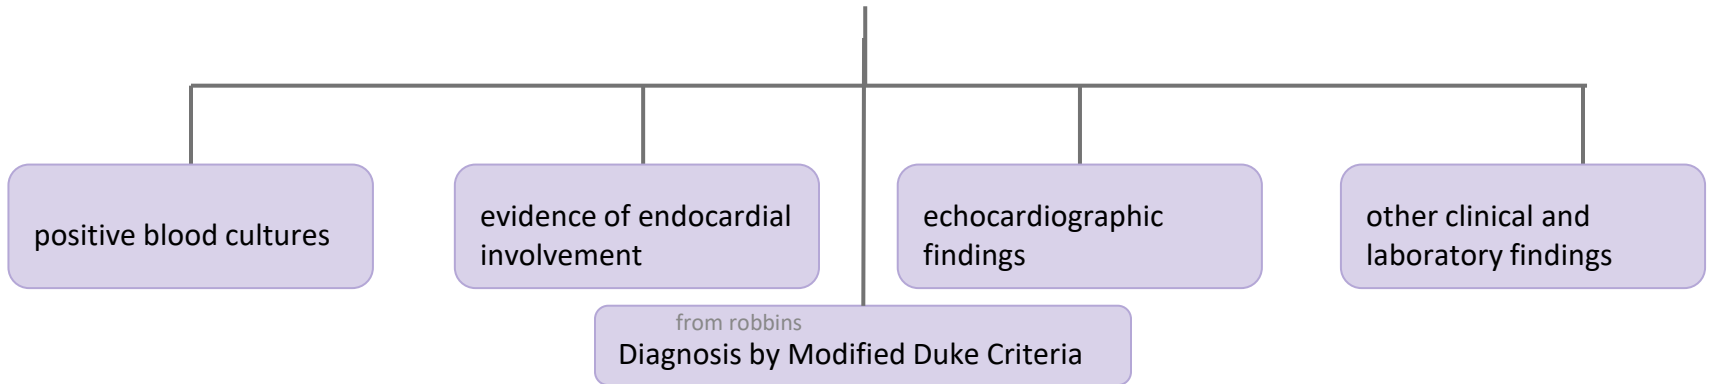 positive blood cultures
evidence of endocardial
involvement
echocardiographic
findings
other clinical and
laboratory findings
from robbins
Diagnosis by Modified Duke Criteria